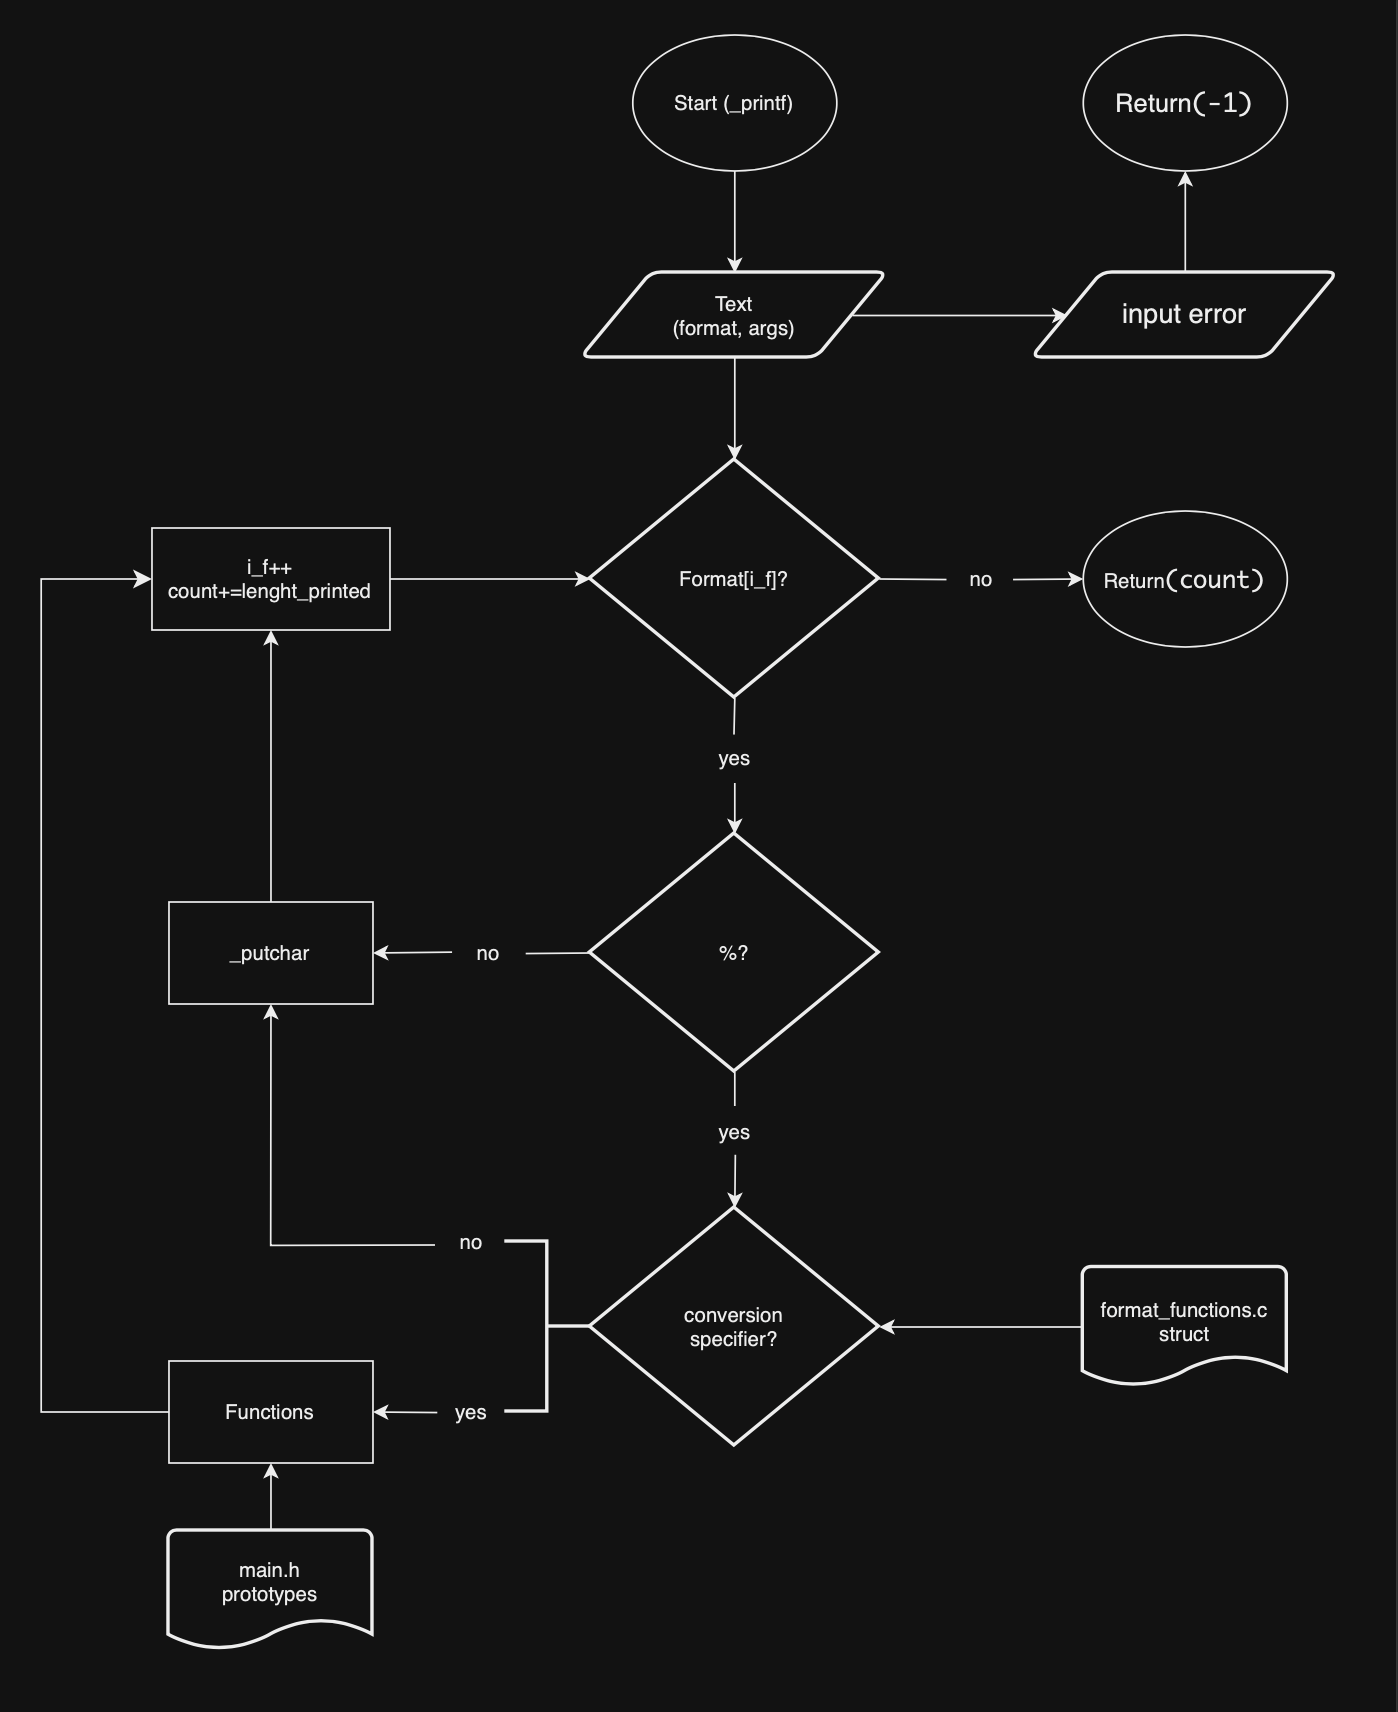 Start (_printf)
Return(-1)
Text
(format, args)
input error
i_f++
count+=lenght_printed
Format[i_f]?
no
Return(count)
yes
_putchar
no
%?
yes
no
conversion
specifier?
format_functions.c
struct
Functions
yes
main.h
prototypes